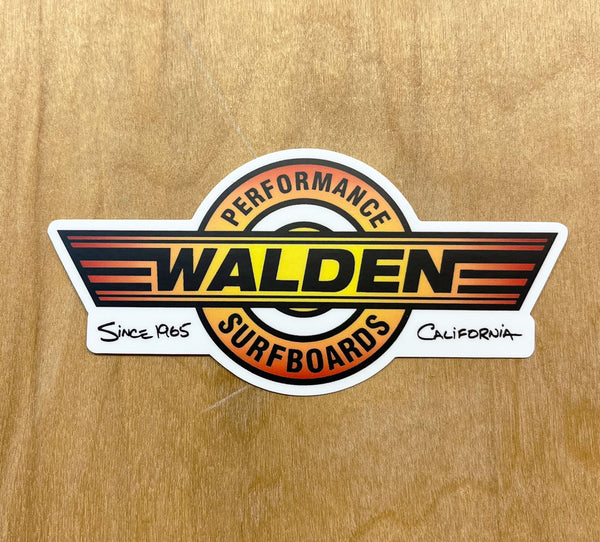 PERFORMANCE
WALDEN
SURFBOARDS
SINCE 1965
CALIFORNIA